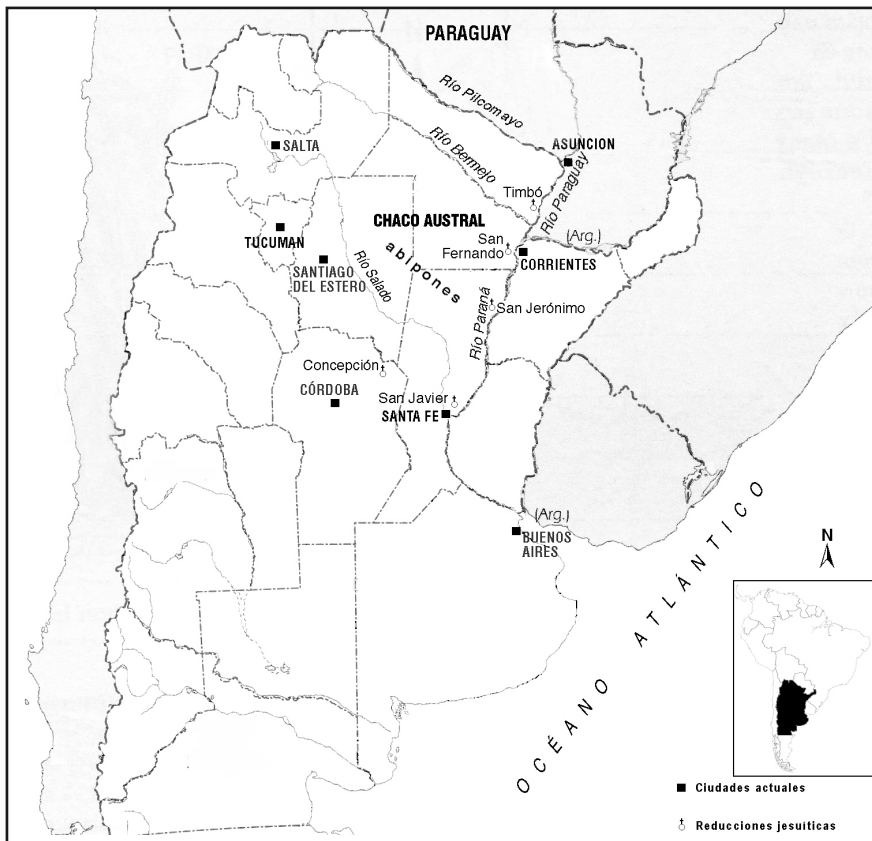 PARAGUAY
Río Pilcomayo
ASUNCION
SALTA
Río Bermejo
Timbó
Río Paraguay
CHACO AUSTRAL
TUCUMAN
San
Fernando
(Arg.)
CORRIENTES
abipones
SANTIAGO
DEL ESTERO
Río Salado
San Jerónimo
Río Paraná
Concepción
CÓRDOBA
San Javier
SANTA FE
(Arg.)
BUENOS
AIRES
OCÉANO ATLÁNTICO
N
Ciudades actuales
Reducciones jesuíticas